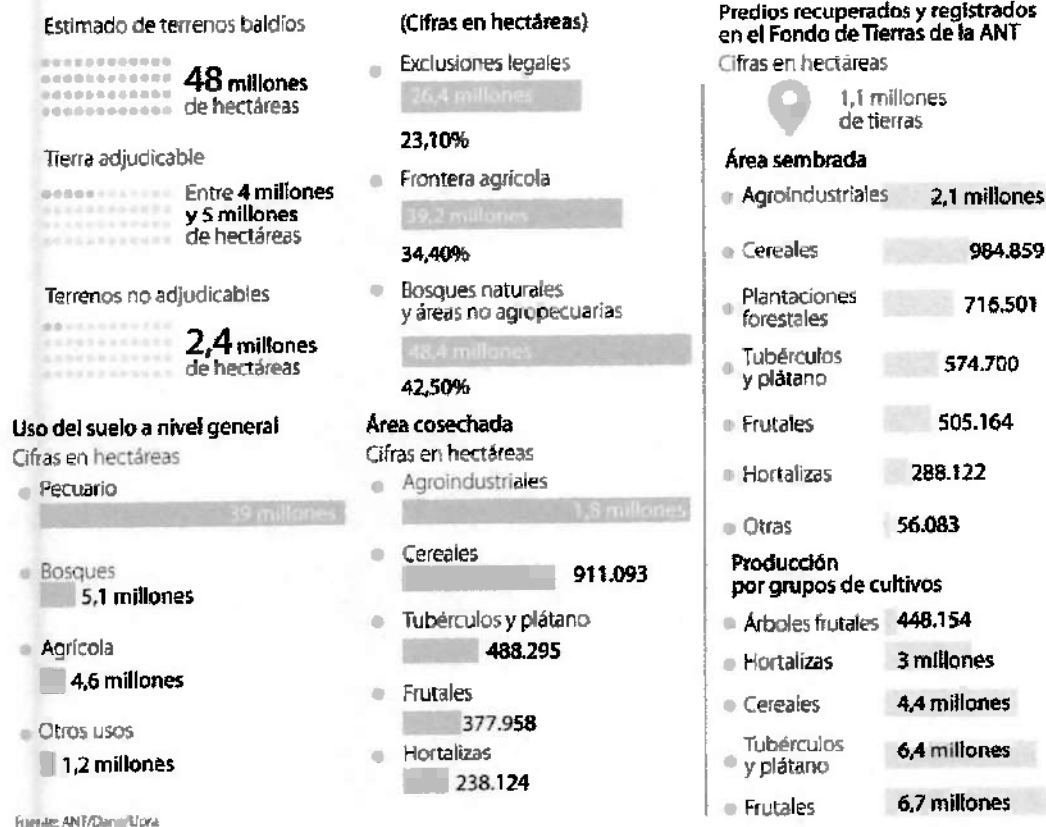 Estimado de terrenos baldíos
48 millones
de hectáreas
Tierra adjudicable
Entre 4 millones
y 5 millones
de hectáreas
Terrenos no adjudicables
2,4 millones
de hectáreas
Uso del suelo a nivel general
Cifras en hectáreas
Pecuario
39 millones
Bosques
5,1 millones
Agrícola
4,6 millones
Otros usos
1,2 millones
Fuente: ANT/Dane/Upra
(Cifras en hectáreas)
Exclusiones legales
26,4 millones
23,10%
Frontera agrícola
39,2 millones
34,40%
Bosques naturales
y áreas no agropecuarias
48,4 millones
42,50%
Área cosechada
Cifras en hectáreas
Agroindustriales
1,8 millones
Cereales
911.093
Tubérculos y plátano
488.295
Frutales
377.958
Hortalizas
238.124
Predios recuperados y registrados
en el Fondo de Tierras de la ANT
Cifras en hectáreas
1,1 millones
de tierras
Área sembrada
Agroindustriales 2,1 millones
Cereales 984.859
Plantaciones
forestales 716.501
Tubérculos
y plátano 574.700
Frutales 505.164
Hortalizas 288.122
Otras 56.083
Producción
por grupos de cultivos
Árboles frutales 448.154
Hortalizas 3 millones
Cereales 4,4 millones
Tubérculos
y plátano 6,4 millones
Frutales 6,7 millones